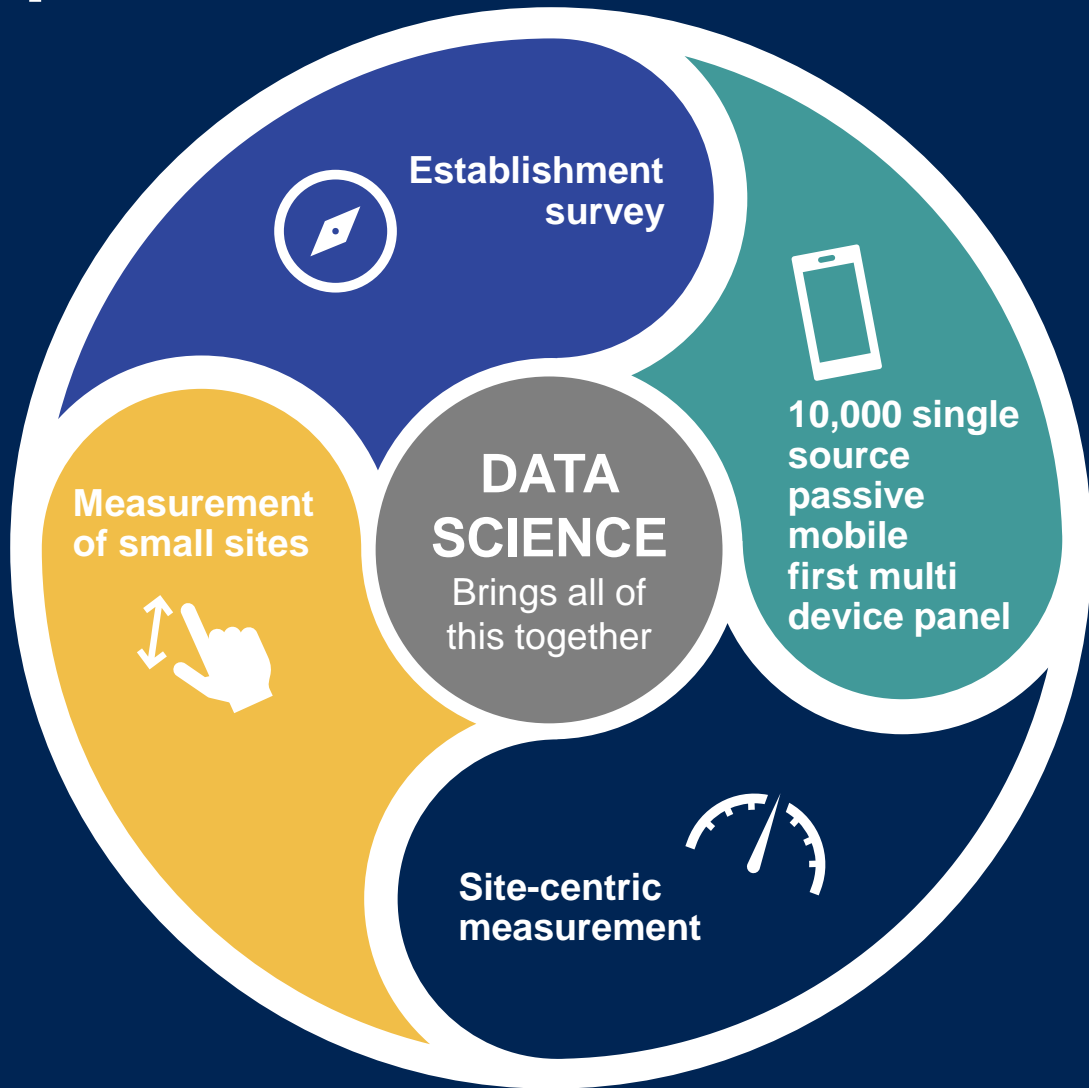 Establishment
survey
10,000 single
source
passive
mobile
first multi
device panel
DATA
SCIENCE
Brings all of
this together
Measurement
of small sites
Site-centric
measurement